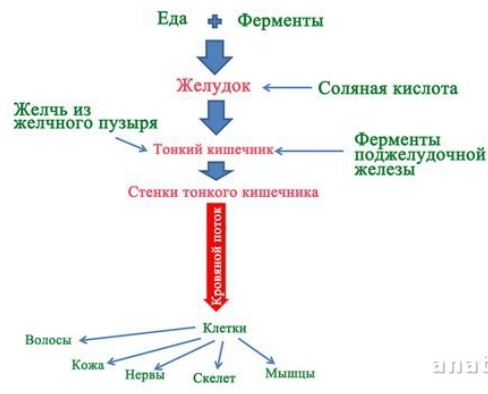 Еда + Ферменты
Желудок
Соляная кислота
Желчь из
желчного пузыря
Тонкий кишечник
Ферменты
поджелудочной
железы
Стенки тонкого кишечника
Кровяной поток
Клетки
Волосы
Кожа
Нервы
Скелет
Мышцы
anat